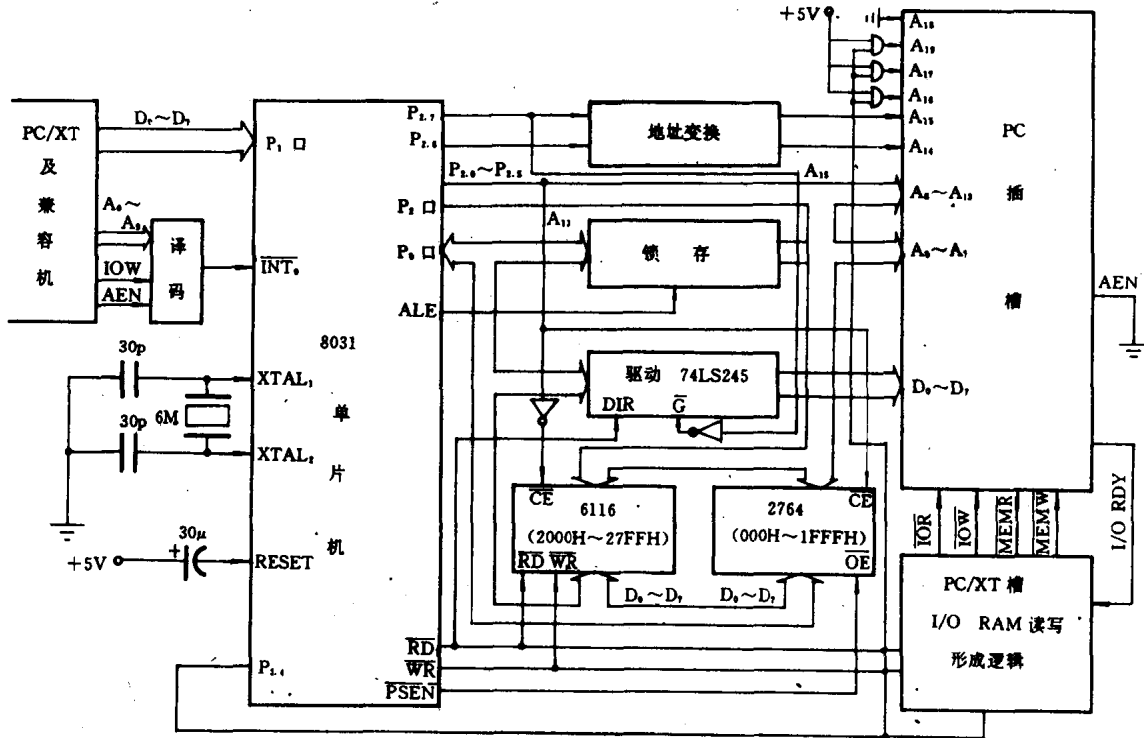 PC/XT
及
兼
容
机
D₀~D₇
A₀~
A₉
IOW
AEN
译
码
30p
30p
6M
30μ
+
+5V
P₁ 口
INT₀
XTAL₁
XTAL₂
RESET
P₃.₄
8031
单
片
机
P₂.₇
P₂.₆
P₂.₀~P₂.₅
P₂ 口
P₀ 口
ALE
RD
WR
PSEN
地址变换
A₁₅
A₁₃
锁 存
驱动 74LS245
DIR
G
CE
6116
(2000H~27FFH)
RD WR
2764
(000H~1FFFH)
CE
OE
D₀~D₇
D₀~D₇
+5V
A₁₈
A₁₉
A₁₇
A₁₆
A₁₅
A₁₄
A₈~A₁₃
A₀~A₇
D₀~D₇
PC
插
槽
AEN
I/O RDY
IOR
IOW
MEMR
MEMW
PC/XT 槽
I/O RAM 读写
形成逻辑